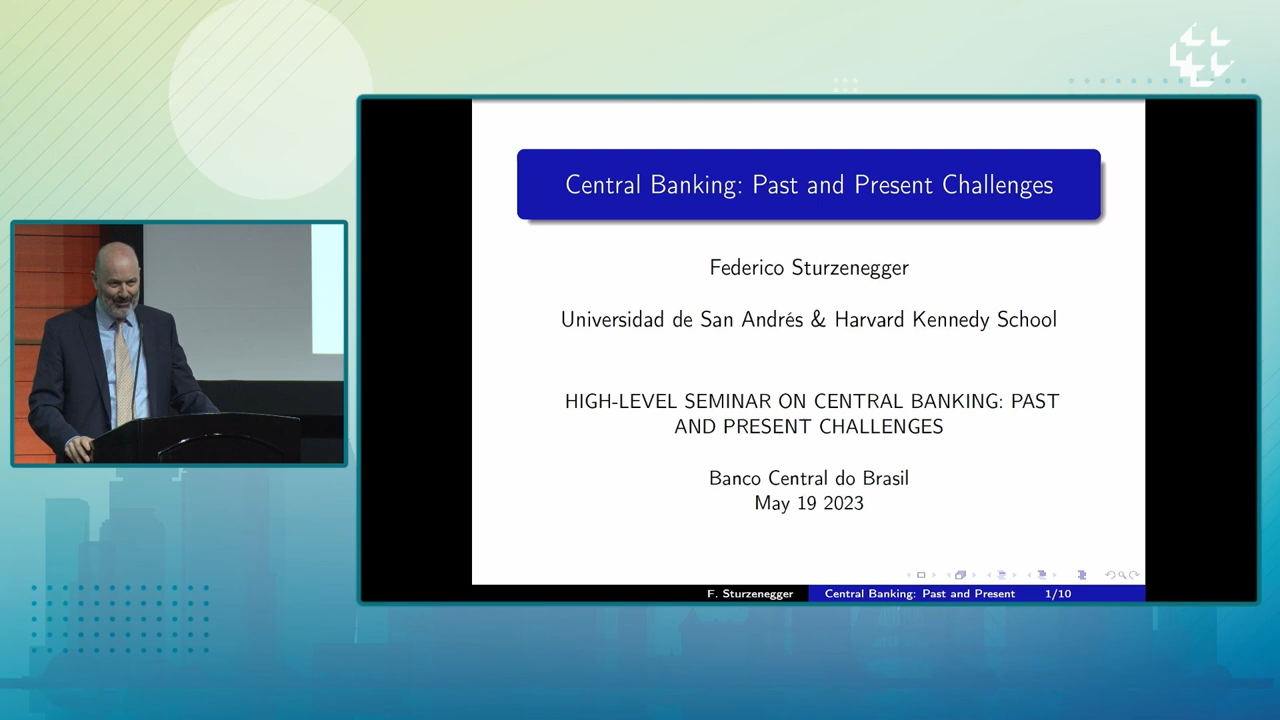 Central Banking: Past and Present Challenges
Federico Sturzenegger
Universidad de San Andrés & Harvard Kennedy School
HIGH-LEVEL SEMINAR ON CENTRAL BANKING: PAST
AND PRESENT CHALLENGES
Banco Central do Brasil
May 19 2023
F. Sturzenegger
Central Banking: Past and Present
1/10